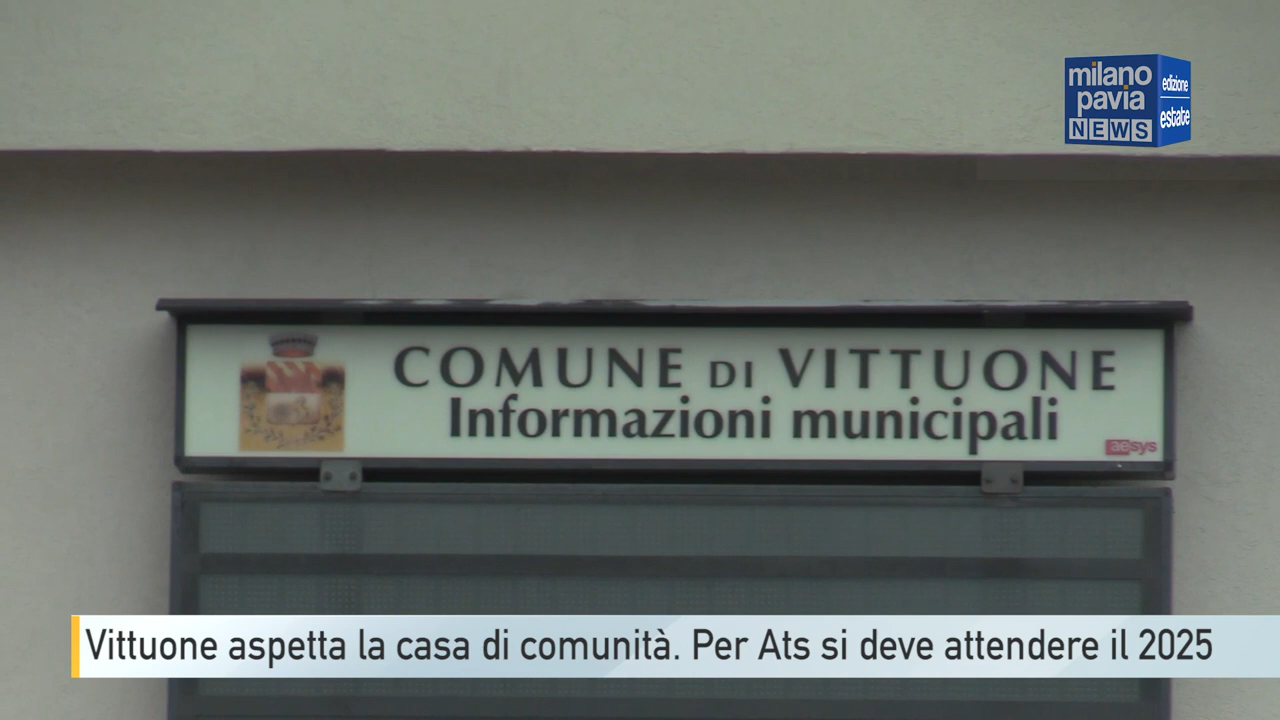 milano
pavia
NEWS
edizione
estate
COMUNE DI VITTUONE
Informazioni municipali
aesys
Vittuone aspetta la casa di comunità. Per Ats si deve attendere il 2025